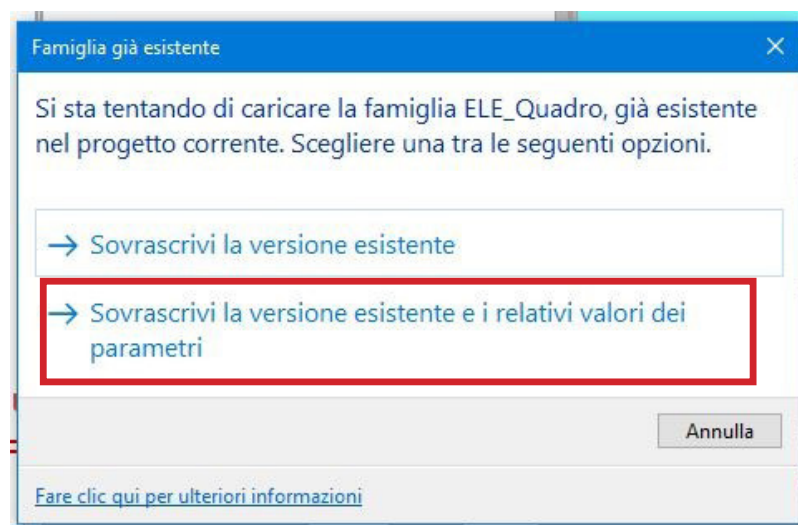 Famiglia già esistente
Si sta tentando di caricare la famiglia ELE_Quadro, già esistente
nel progetto corrente. Scegliere una tra le seguenti opzioni.
Sovrascrivi la versione esistente
Sovrascrivi la versione esistente e i relativi valori dei
parametri
Annulla
Fare clic qui per ulteriori informazioni